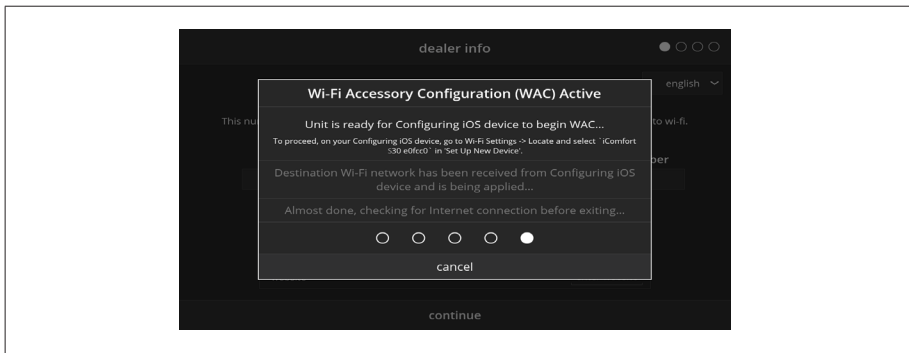 dealer info
english
Wi-Fi Accessory Configuration (WAC) Active
This nu
Unit is ready for Configuring iOS device to begin WAC...
to wi-fi.
To proceed, on your Configuring iOS device, go to Wi-Fi Settings -> Locate and select `iComfort
S30 e0fcc0` in 'Set Up New Device'.
ber
Destination Wi-Fi network has been received from Configuring iOS
device and is being applied...
Almost done, checking for Internet connection before exiting...
cancel
continue